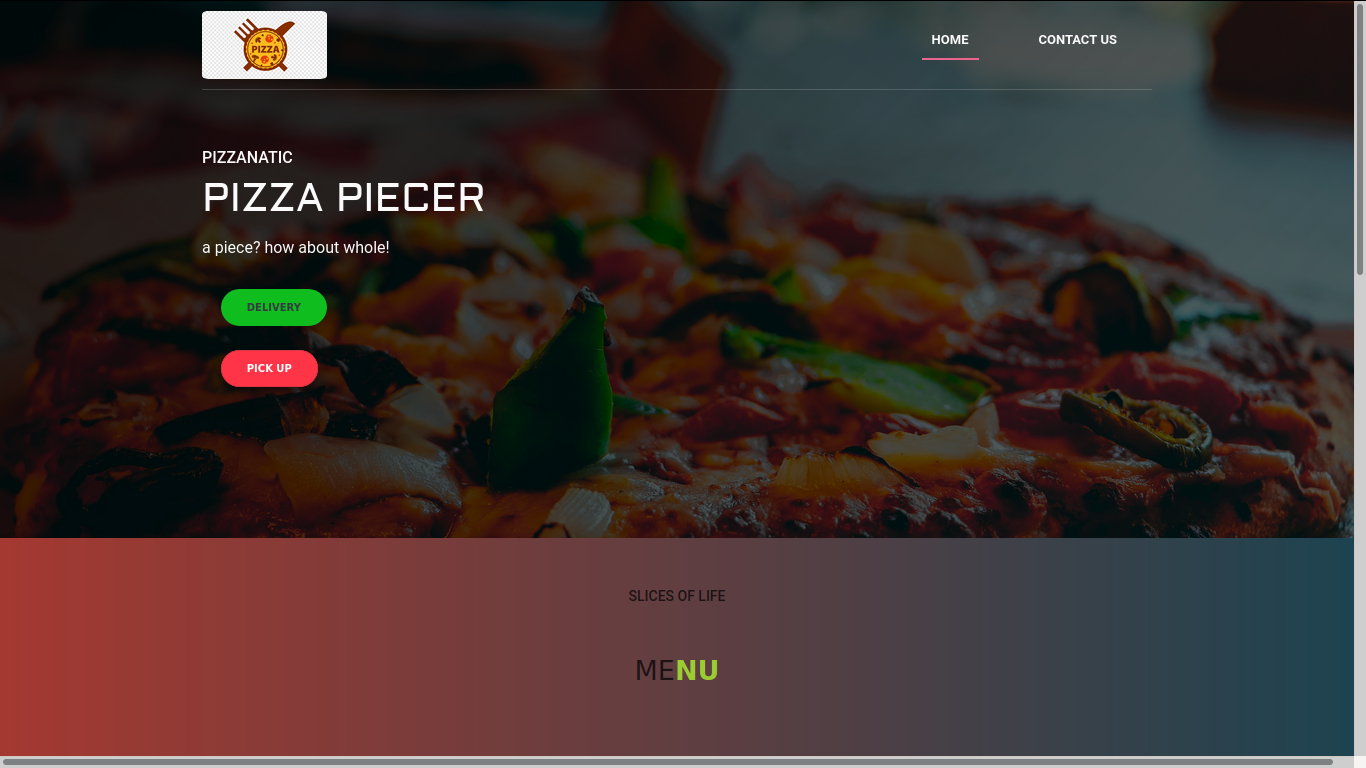 PIZZA
HOME
CONTACT US
PIZZANATIC
PIZZA PIECER
a piece? how about whole!
DELIVERY
PICK UP
SLICES OF LIFE
MENU